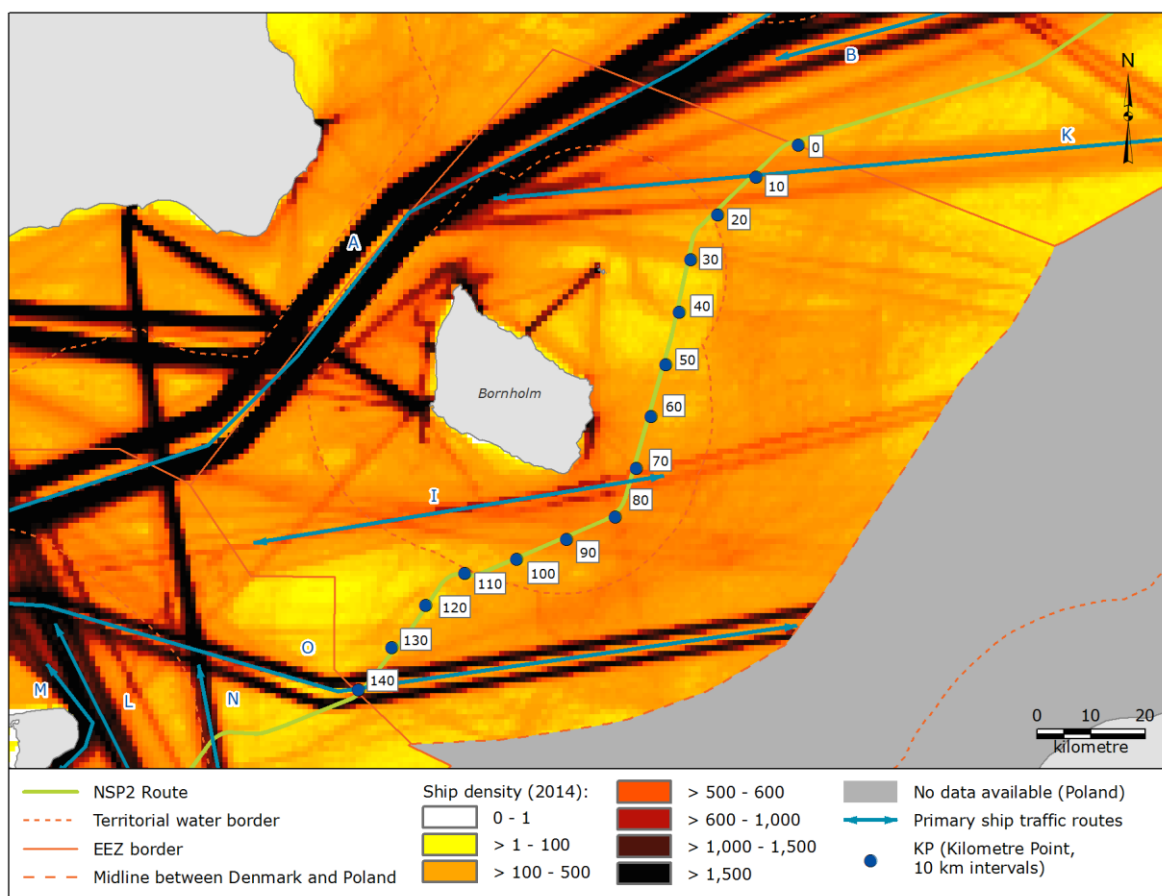 B
N
K
0
10
A
20
30
40
50
Bornholm
60
70
I
80
90
100
110
120
O
130
140
M
L
N
0 10 20
kilometre
NSP2 Route
Territorial water border
EEZ border
Midline between Denmark and Poland
Ship density (2014):
0 - 1
> 1 - 100
> 100 - 500
> 500 - 600
> 600 - 1,000
> 1,000 - 1,500
> 1,500
No data available (Poland)
Primary ship traffic routes
KP (Kilometre Point,
10 km intervals)